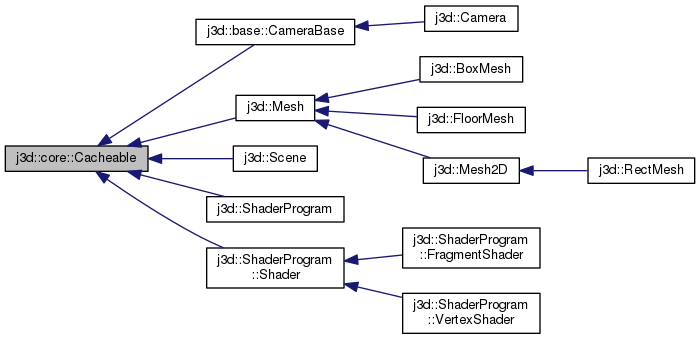 j3d::core::Cacheable
j3d::base::CameraBase
j3d::Camera
j3d::Mesh
j3d::BoxMesh
j3d::FloorMesh
j3d::Mesh2D
j3d::RectMesh
j3d::Scene
j3d::ShaderProgram
j3d::ShaderProgram
::Shader
j3d::ShaderProgram
::FragmentShader
j3d::ShaderProgram
::VertexShader